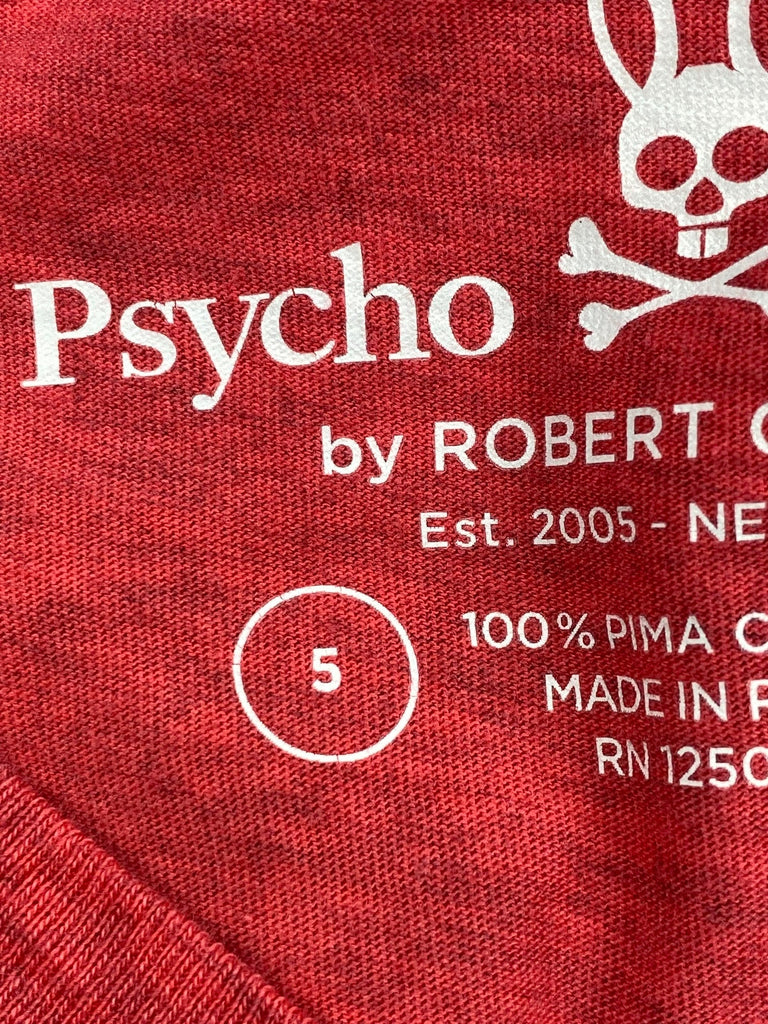 Psycho
by ROBERT
Est. 2005 - NE
5
100% PIMA C
MADE IN
RN 1250